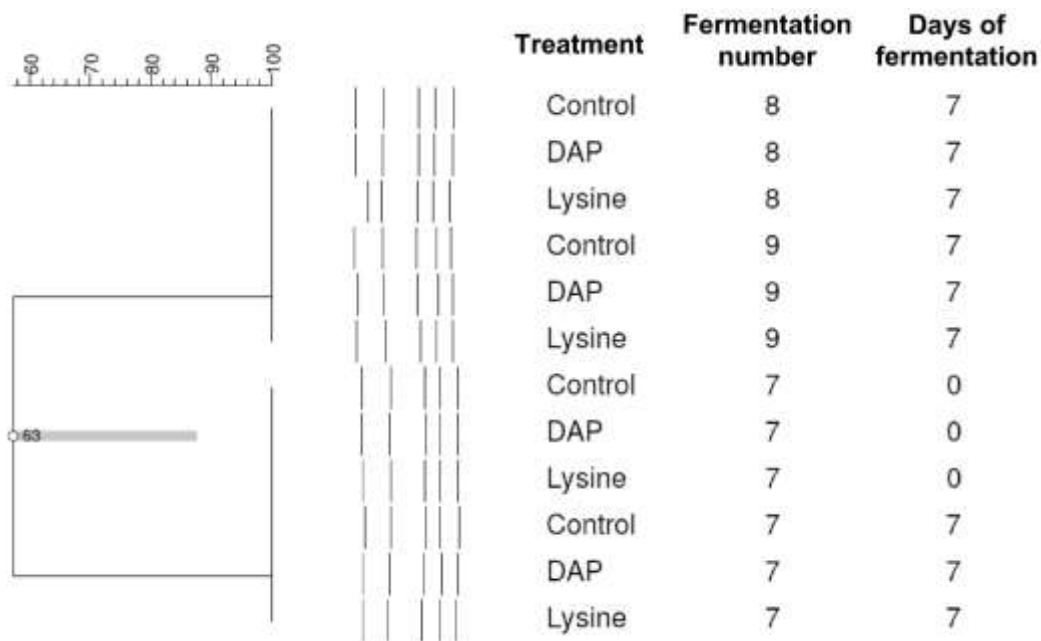 60 70 80 90 100
Treatment Fermentation number Days of fermentation
Control 8 7
DAP 8 7
Lysine 8 7
Control 9 7
DAP 9 7
Lysine 9 7
Control 7 0
DAP 7 0
63
Lysine 7 0
Control 7 7
DAP 7 7
Lysine 7 7